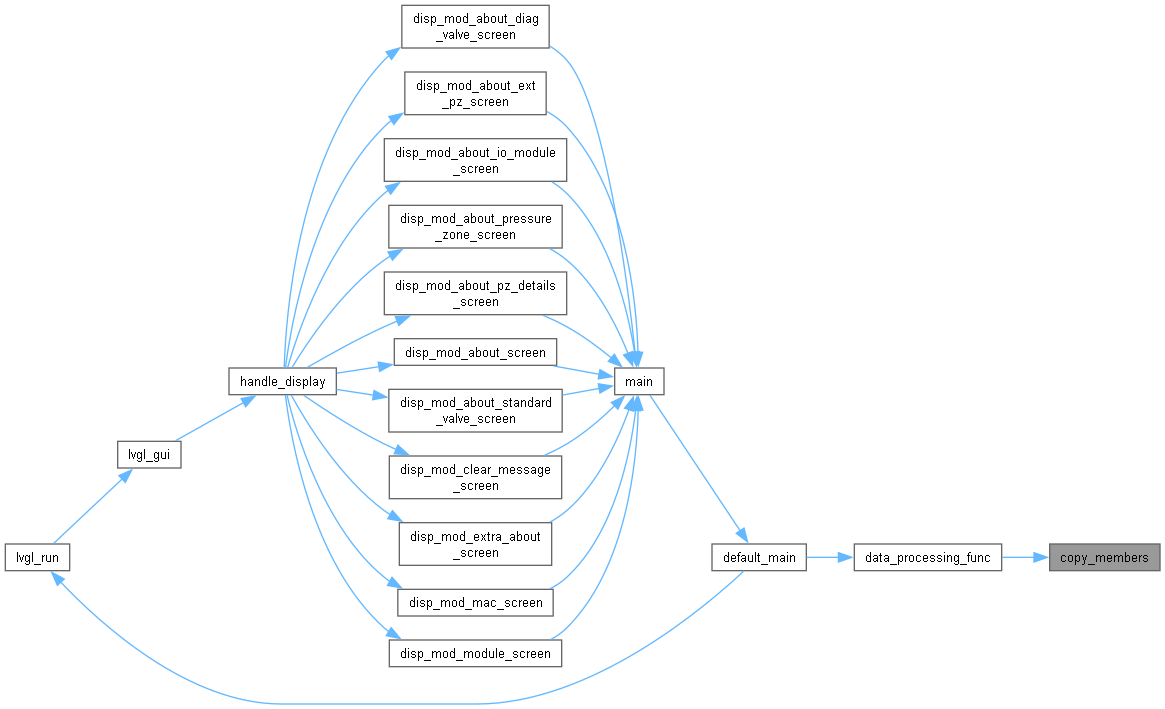 disp_mod_about_diag
_valve_screen
disp_mod_about_ext
_pz_screen
disp_mod_about_io_module
_screen
disp_mod_about_pressure
_zone_screen
disp_mod_about_pz_details
_screen
disp_mod_about_screen
handle_display
main
disp_mod_about_standard
_valve_screen
lvgl_gui
disp_mod_clear_message
_screen
disp_mod_extra_about
_screen
lvgl_run
default_main
data_processing_func
copy_members
disp_mod_mac_screen
disp_mod_module_screen